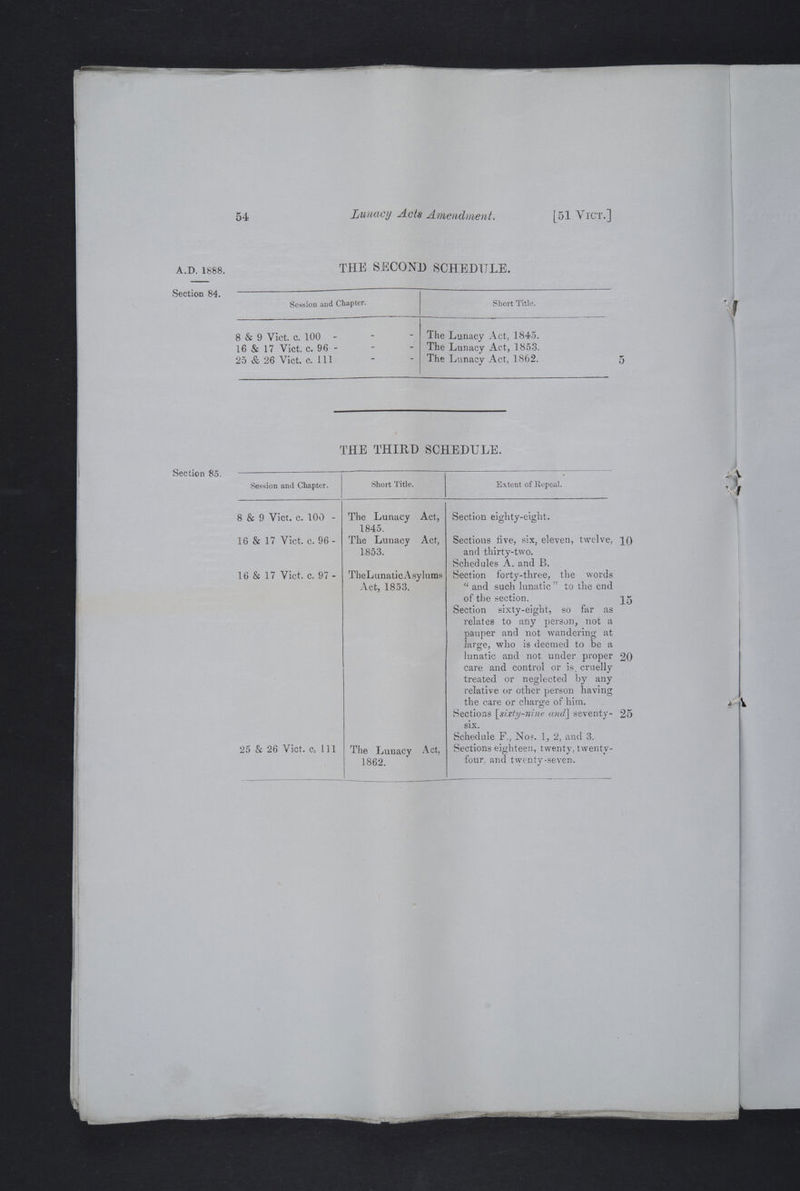 54 Lunacy Acts Amendment. [51 VICT.]
A.D. 1888. THE SECOND SCHEDULE.
Section 84.
Session and Chapter. Short Title.
8 & 9 Vict. c. 100 - - - The Lunacy Act, 1845.
16 & 17 Vict. c. 96 - - - The Lunacy Act, 1853.
25 & 26 Vict. c. 111 - - The Lunacy Act, 1862. 5
THE THIRD SCHEDULE.
Section 85.
Session and Chapter. Short Title. Extent of Repeal.
8 & 9 Vict. c. 100 - The Lunacy Act, Section eighty-eight.
1845.
16 & 17 Vict. c. 96 - The Lunacy Act, Sections five, six, eleven, twelve, 10
1853. and thirty-two.
Schedules A. and B.
16 & 17 Vict. c. 97 - The Lunatic Asylums Section forty-three, the words
Act, 1853. "and such lunatic" to the end
of the section. 15
Section sixty-eight, so far as
relates to any person, not a
pauper and not wandering at
large, who is deemed to be a
lunatic and not under proper 20
care and control or is cruelly
treated or neglected by any
relative or other person having
the care or charge of him.
Sections [sixty-nine and] seventy- 25
six.
Schedule F., Nos. 1, 2, and 3.
25 & 26 Vict. c. 111 The Lunacy Act, Sections eighteen, twenty, twenty-
1862. four, and twenty-seven.